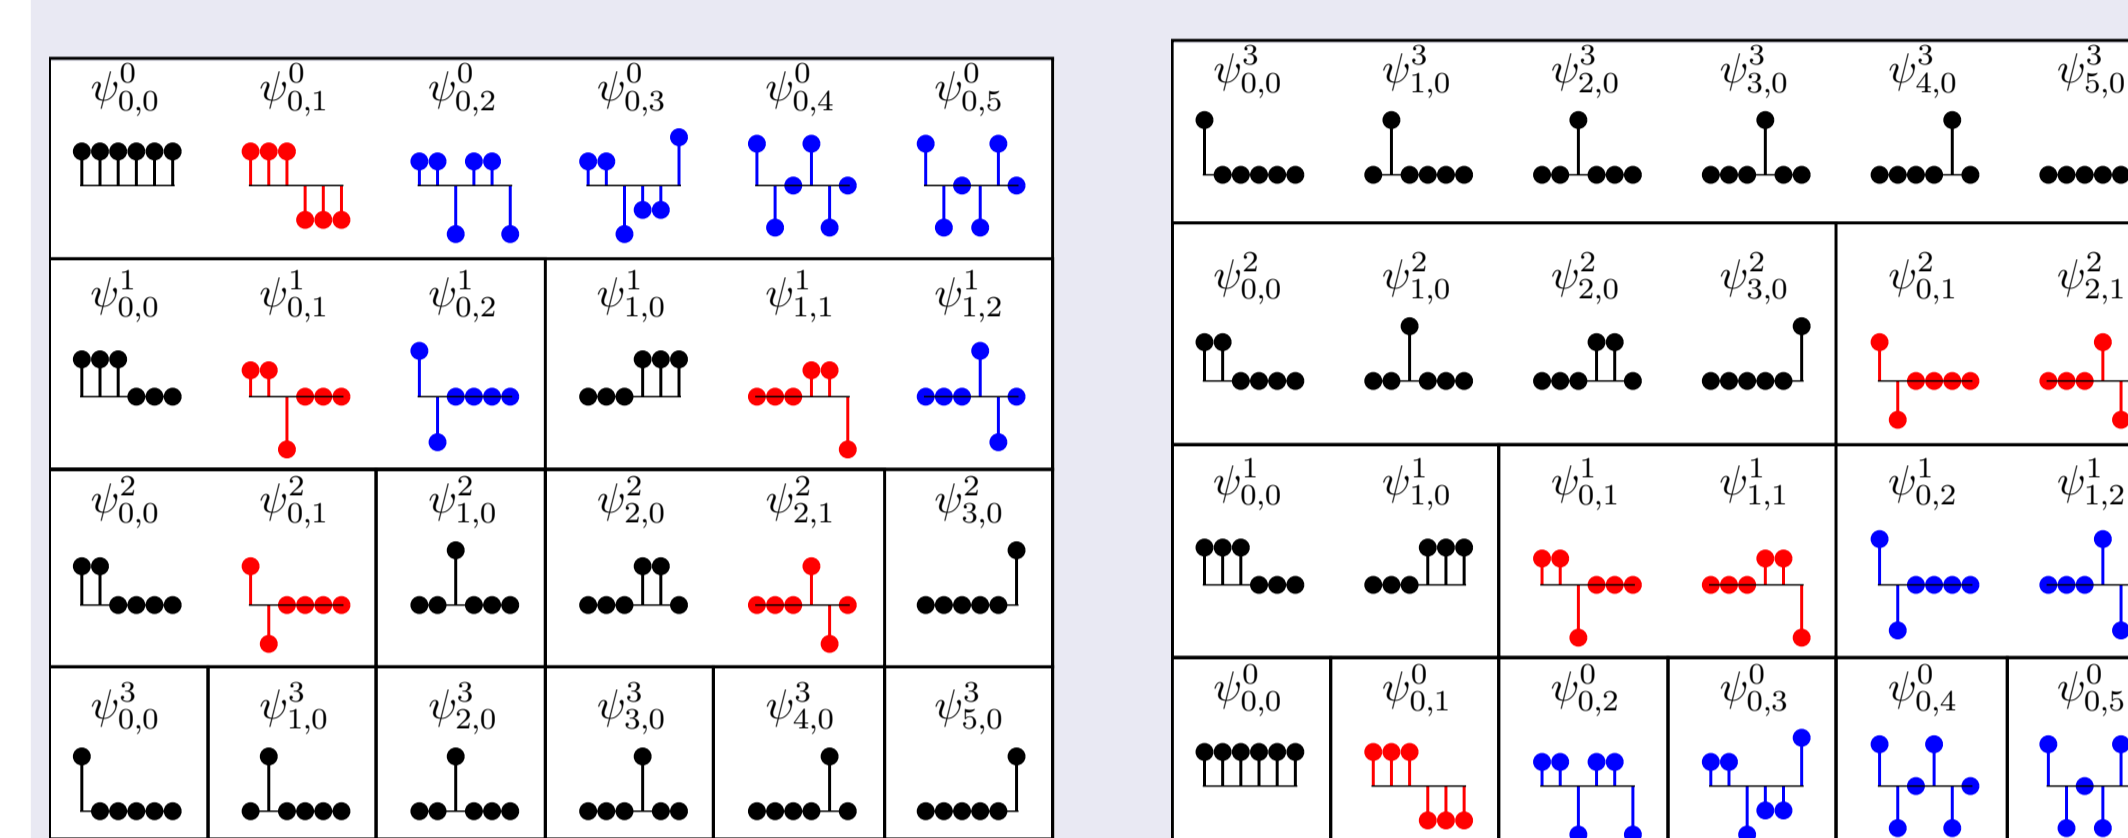 ψ^0_{0,0} ψ^0_{0,1} ψ^0_{0,2} ψ^0_{0,3} ψ^0_{0,4} ψ^0_{0,5}
ψ^1_{0,0} ψ^1_{0,1} ψ^1_{0,2} ψ^1_{1,0} ψ^1_{1,1} ψ^1_{1,2}
ψ^2_{0,0} ψ^2_{0,1} ψ^2_{1,0} ψ^2_{2,0} ψ^2_{2,1} ψ^2_{3,0}
ψ^3_{0,0} ψ^3_{1,0} ψ^3_{2,0} ψ^3_{3,0} ψ^3_{4,0} ψ^3_{5,0}
ψ^3_{0,0} ψ^3_{1,0} ψ^3_{2,0} ψ^3_{3,0} ψ^3_{4,0} ψ^3_{5,0}
ψ^2_{0,0} ψ^2_{1,0} ψ^2_{2,0} ψ^2_{3,0} ψ^2_{0,1} ψ^2_{2,1}
ψ^1_{0,0} ψ^1_{1,0} ψ^1_{0,1} ψ^1_{1,1} ψ^1_{0,2} ψ^1_{1,2}
ψ^0_{0,0} ψ^0_{0,1} ψ^0_{0,2} ψ^0_{0,3} ψ^0_{0,4} ψ^0_{0,5}